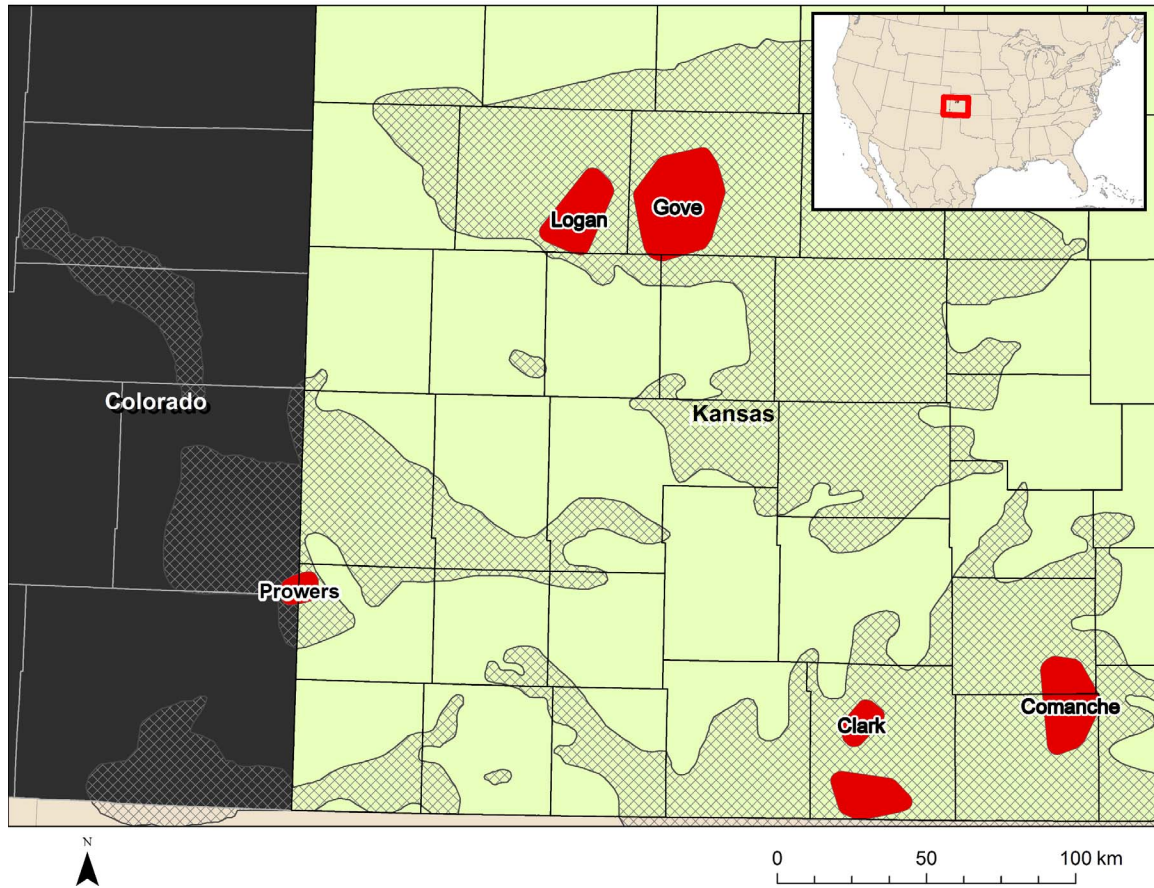 Logan
Gove
Colorado
Kansas
Prowers
Clark
Comanche
N
0 50 100 km